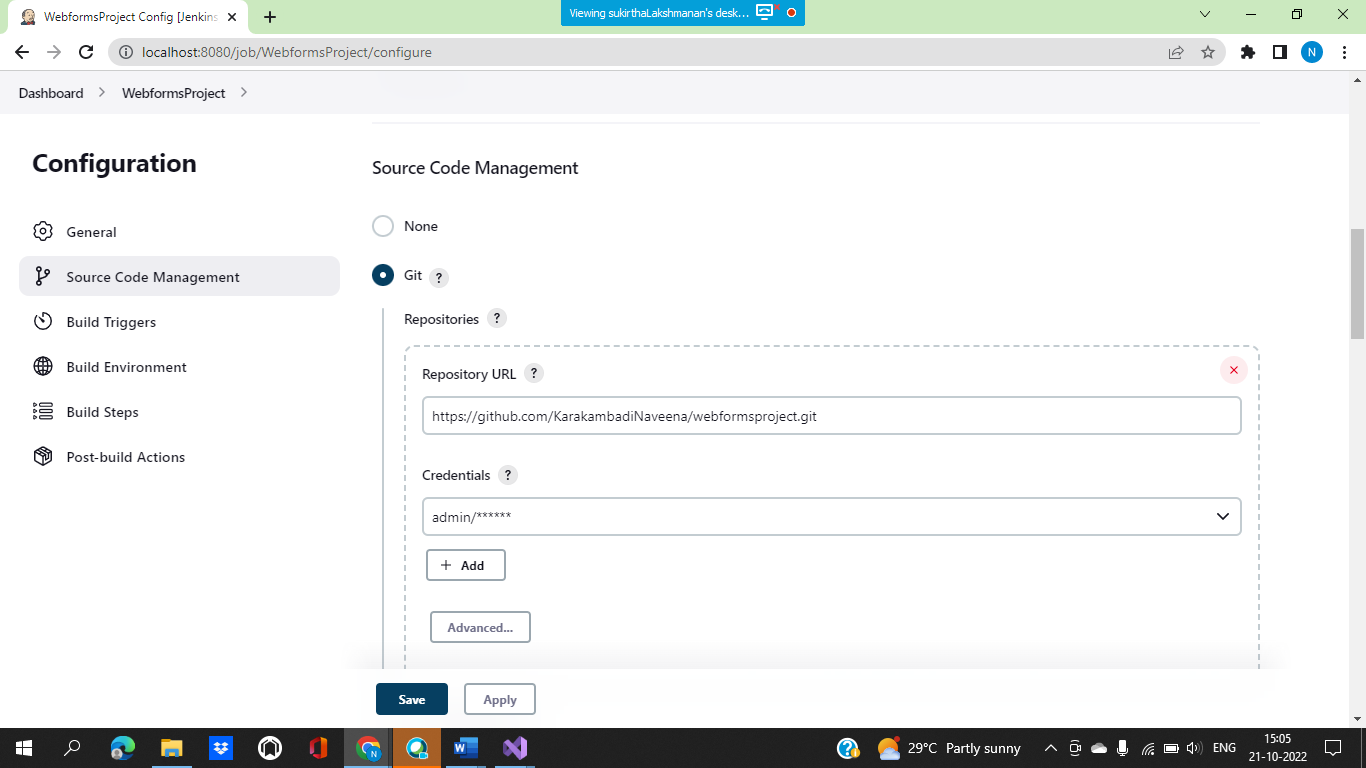 WebformsProject Config [Jenkins
Viewing sukirthaLakshmanan's desk...
localhost:8080/job/WebformsProject/configure
N
Dashboard > WebformsProject >
Configuration
General
Source Code Management
Build Triggers
Build Environment
Build Steps
Post-build Actions
Source Code Management
None
Git ?
Repositories ?
Repository URL ?
https://github.com/KarakambadiNaveena/webformsproject.git
Credentials ?
admin/******
+ Add
Advanced...
Save
Apply
29°C Partly sunny
ENG
15:05
21-10-2022